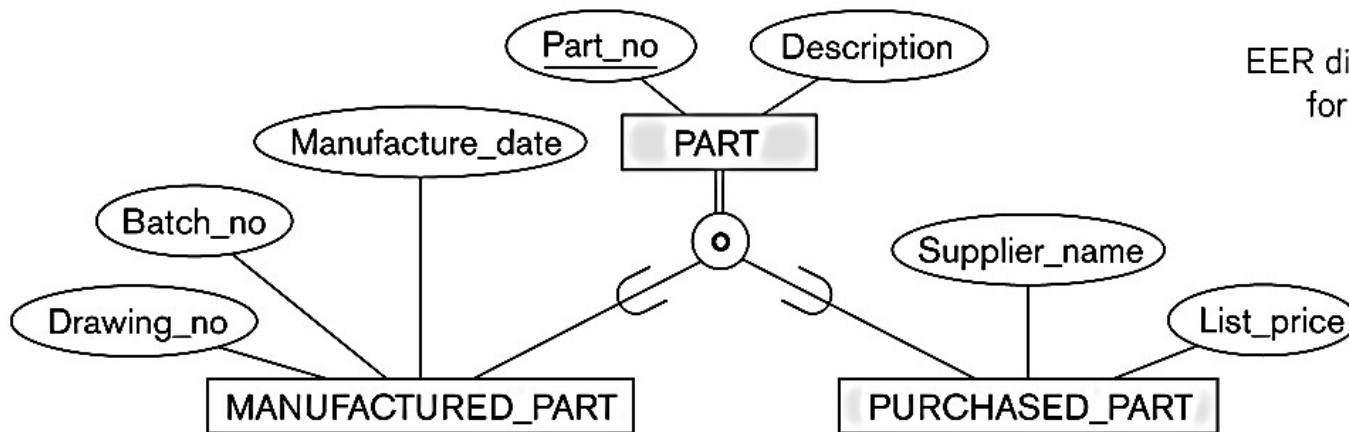 Part_no
Description
EER di
for
Manufacture_date
PART
Batch_no
o
Supplier_name
Drawing_no
List_price
MANUFACTURED_PART
PURCHASED_PART